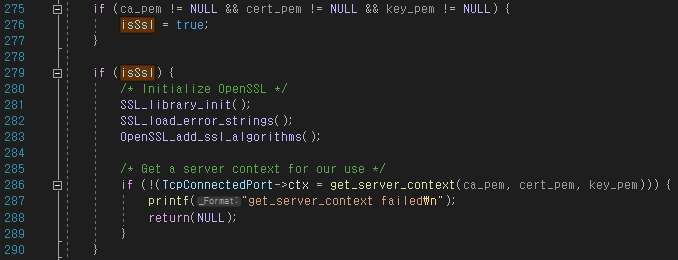 275 if (ca_pem != NULL && cert_pem != NULL && key_pem != NULL) {
276 isSsl = true;
277 }
278
279 if (isSsl) {
280 /* Initialize OpenSSL */
281 SSL_library_init();
282 SSL_load_error_strings();
283 OpenSSL_add_ssl_algorithms();
284
285 /* Get a server context for our use */
286 if (!(TcpConnectedPort->ctx = get_server_context(ca_pem, cert_pem, key_pem))) {
287 printf(_Format:"get_server_context failed₩n");
288 return(NULL);
289 }
290 }